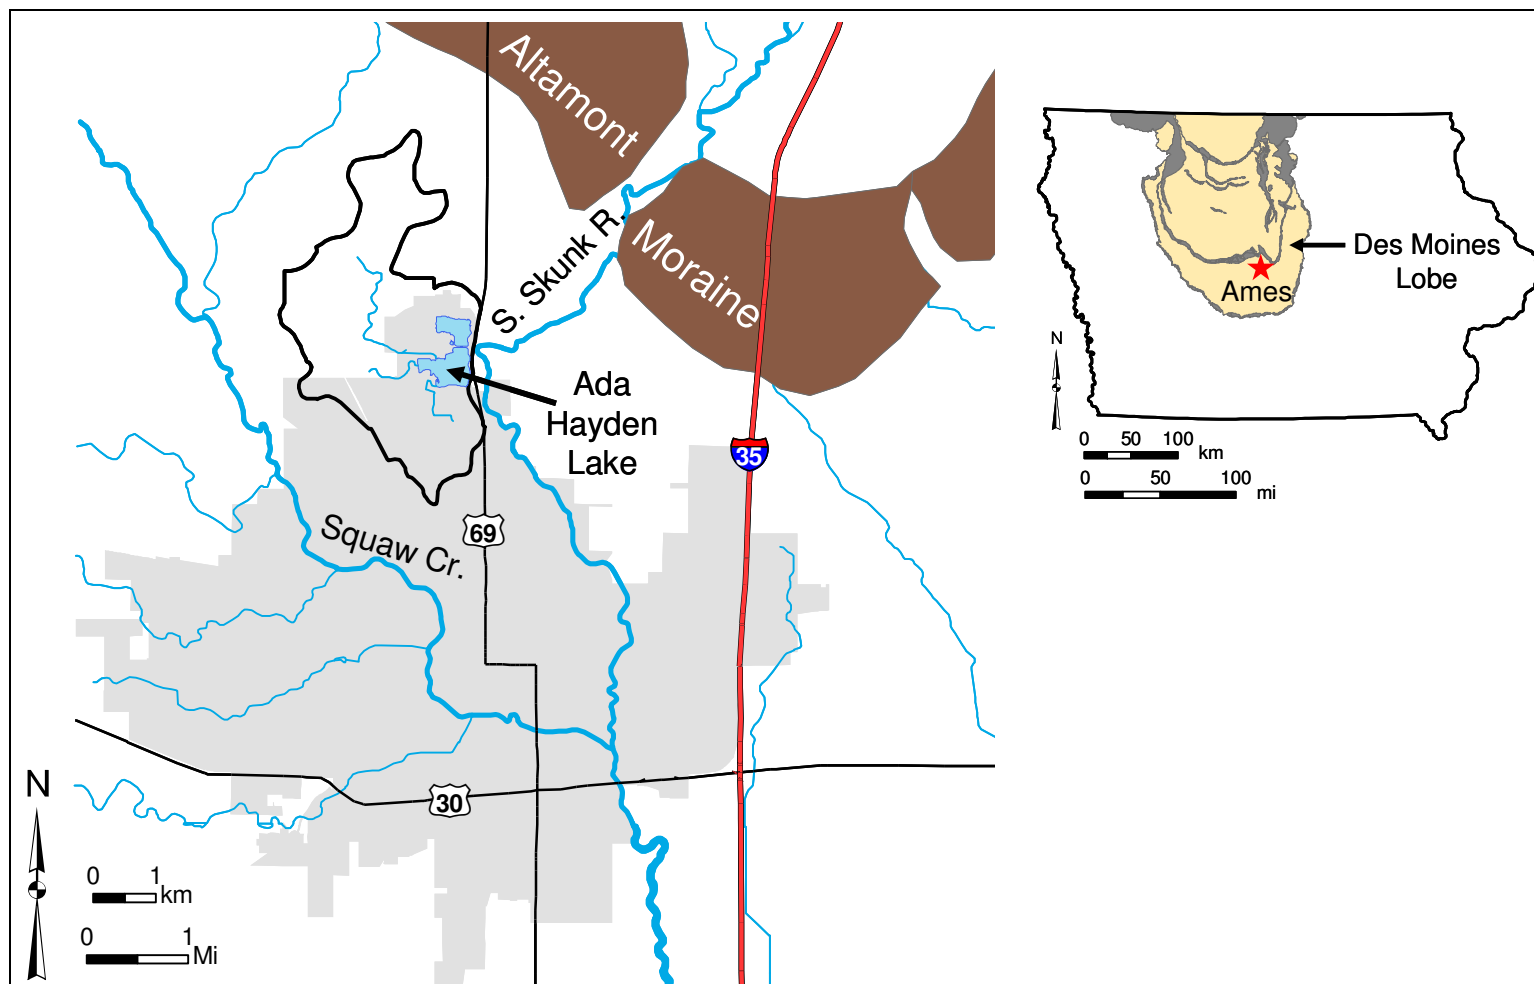 Altamont
Moraine
S. Skunk R.
Ada
Hayden
Lake
35
69
Squaw Cr.
30
N
0 1
km
0 1
Mi
Des Moines
Lobe
Ames
N
0 50 100
km
0 50 100
mi